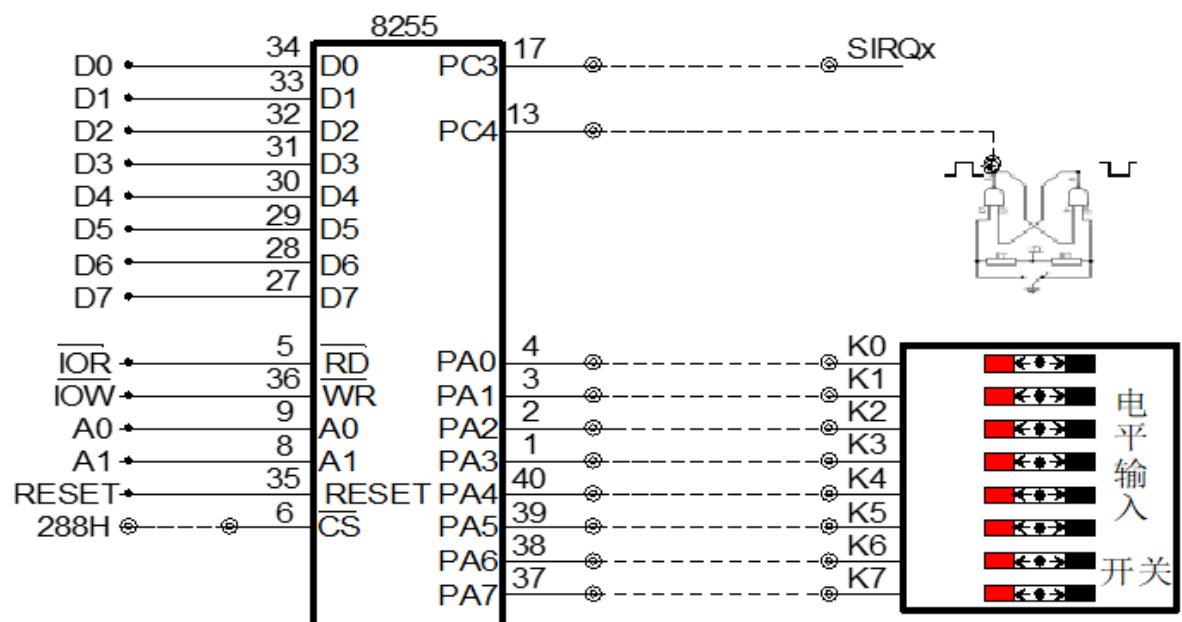 8255
D0 34 D0 PC3 17 SIRQx
D1 33 D1
D2 32 D2 PC4 13
D3 31 D3
D4 30 D4
D5 29 D5
D6 28 D6
D7 27 D7
IOR 5 RD PA0 4 K0
IOW 36 WR PA1 3 K1
A0 9 A0 PA2 2 K2
A1 8 A1 PA3 1 K3
RESET 35 RESET PA4 40 K4
288H 6 CS PA5 39 K5
PA6 38 K6
PA7 37 K7
电平输入
开关